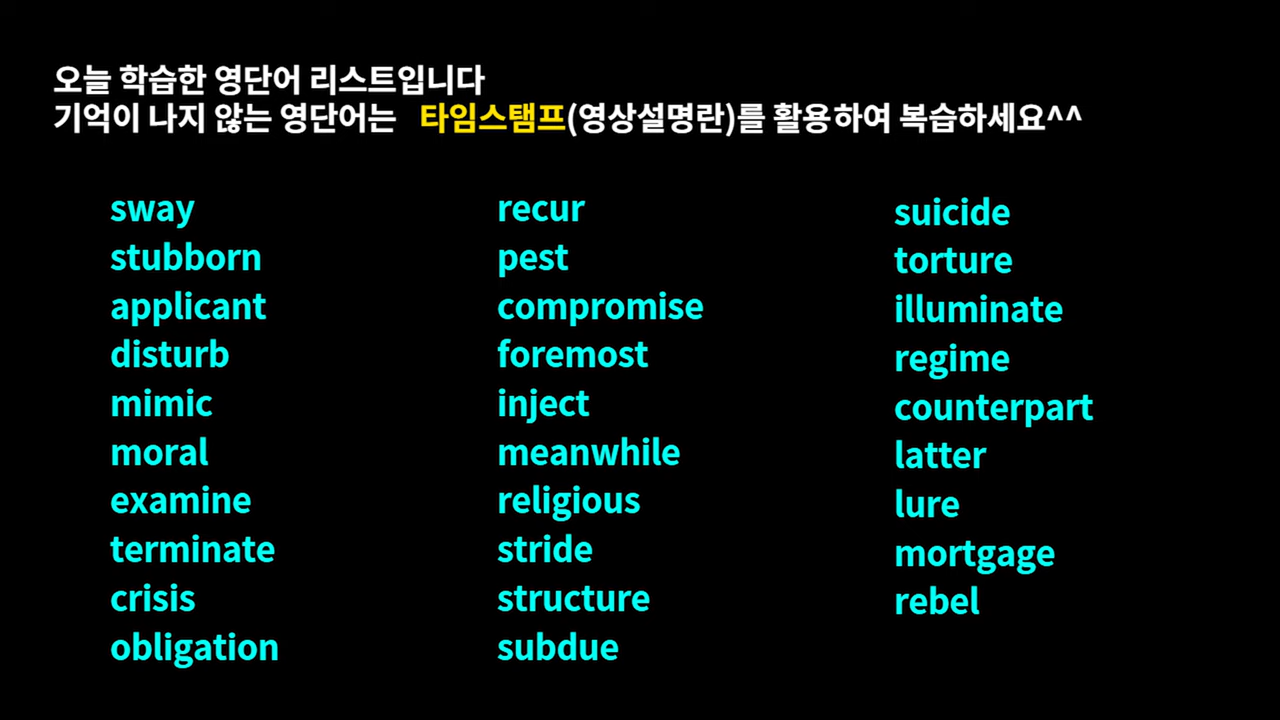 오늘 학습한 영단어 리스트입니다
기억이 나지 않는 영단어는 타임스탬프(영상설명란)를 활용하여 복습하세요^^
sway
stubborn
applicant
disturb
mimic
moral
examine
terminate
crisis
obligation
recur
pest
compromise
foremost
inject
meanwhile
religious
stride
structure
subdue
suicide
torture
illuminate
regime
counterpart
latter
lure
mortgage
rebel